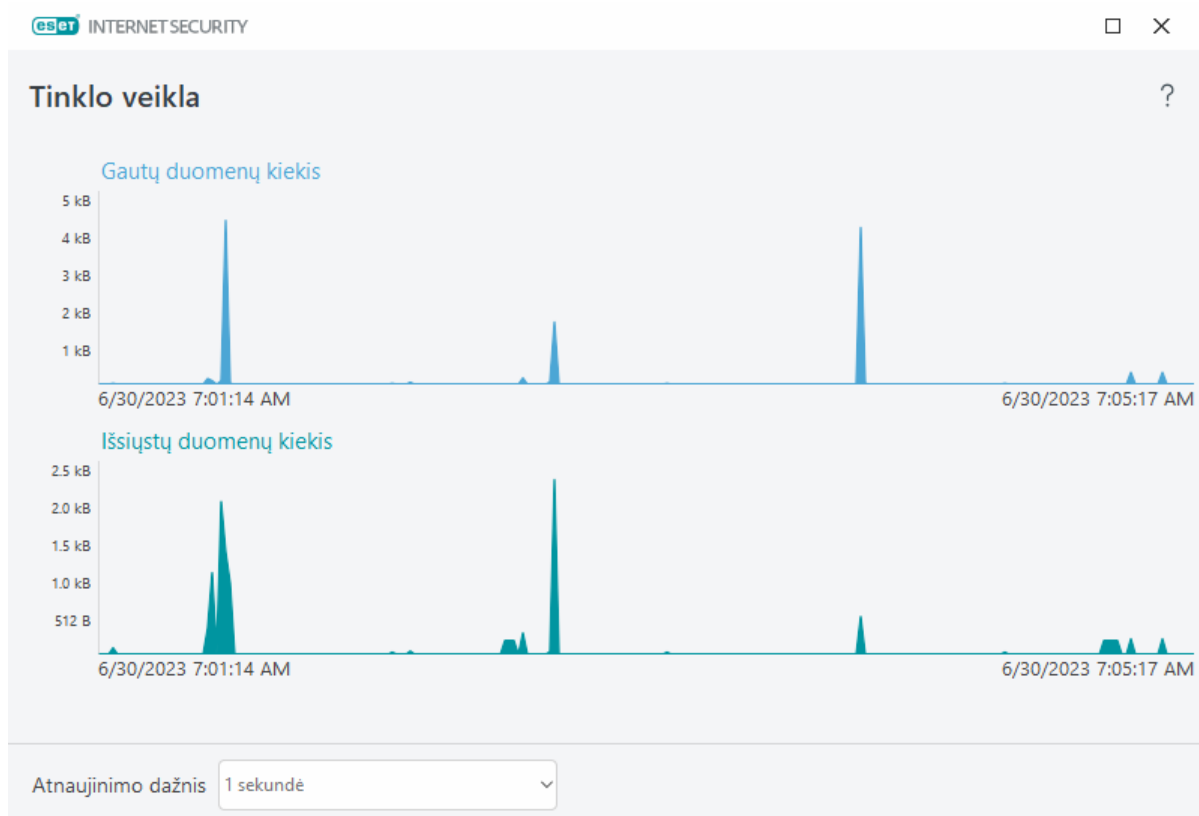 eset INTERNET SECURITY
Tinklo veikla
?
Gautų duomenų kiekis
5 kB
4 kB
3 kB
2 kB
1 kB
6/30/2023 7:01:14 AM 6/30/2023 7:05:17 AM
Išsiųstų duomenų kiekis
2.5 kB
2.0 kB
1.5 kB
1.0 kB
512 B
6/30/2023 7:01:14 AM 6/30/2023 7:05:17 AM
Atnaujinimo dažnis 1 sekundė